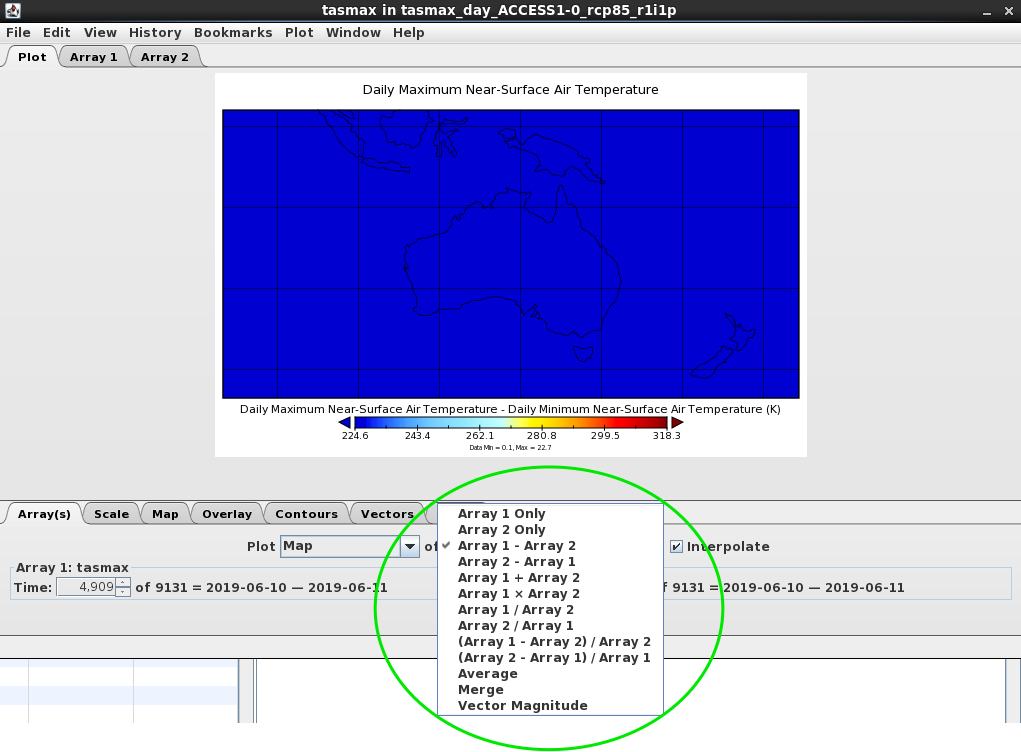 tasmax in tasmax_day_ACCESS1-0_rcp85_r1i1p
File Edit View History Bookmarks Plot Window Help
Plot Array 1 Array 2
Daily Maximum Near-Surface Air Temperature
Daily Maximum Near-Surface Air Temperature - Daily Minimum Near-Surface Air Temperature (K)
224.6 243.4 262.1 280.8 299.5 318.3
Data Min = 0.1, Max = 22.7
Array(s) Scale Map Overlay Contours Vectors
Plot Map of Interpolate
Array 1: tasmax
Time: 4,909 of 9131 = 2019-06-10 — 2019-06-11
9131 = 2019-06-10 — 2019-06-11
Array 1 Only
Array 2 Only
Array 1 - Array 2
Array 2 - Array 1
Array 1 + Array 2
Array 1 × Array 2
Array 1 / Array 2
Array 2 / Array 1
(Array 1 - Array 2) / Array 2
(Array 2 - Array 1) / Array 1
Average
Merge
Vector Magnitude